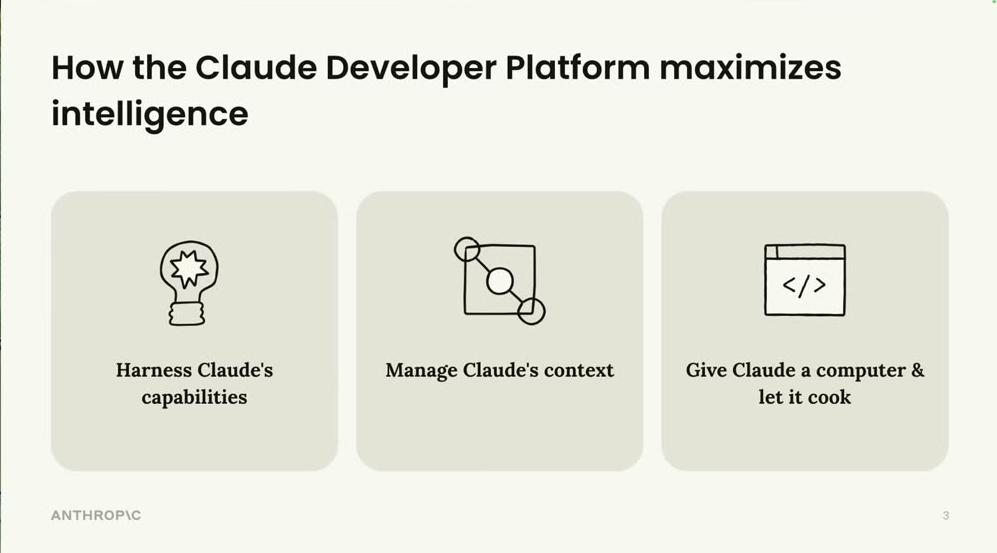 How the Claude Developer Platform maximizes
intelligence
</>
Harness Claude's
capabilities
Manage Claude's context
Give Claude a computer &
let it cook
ANTHROP\C
3